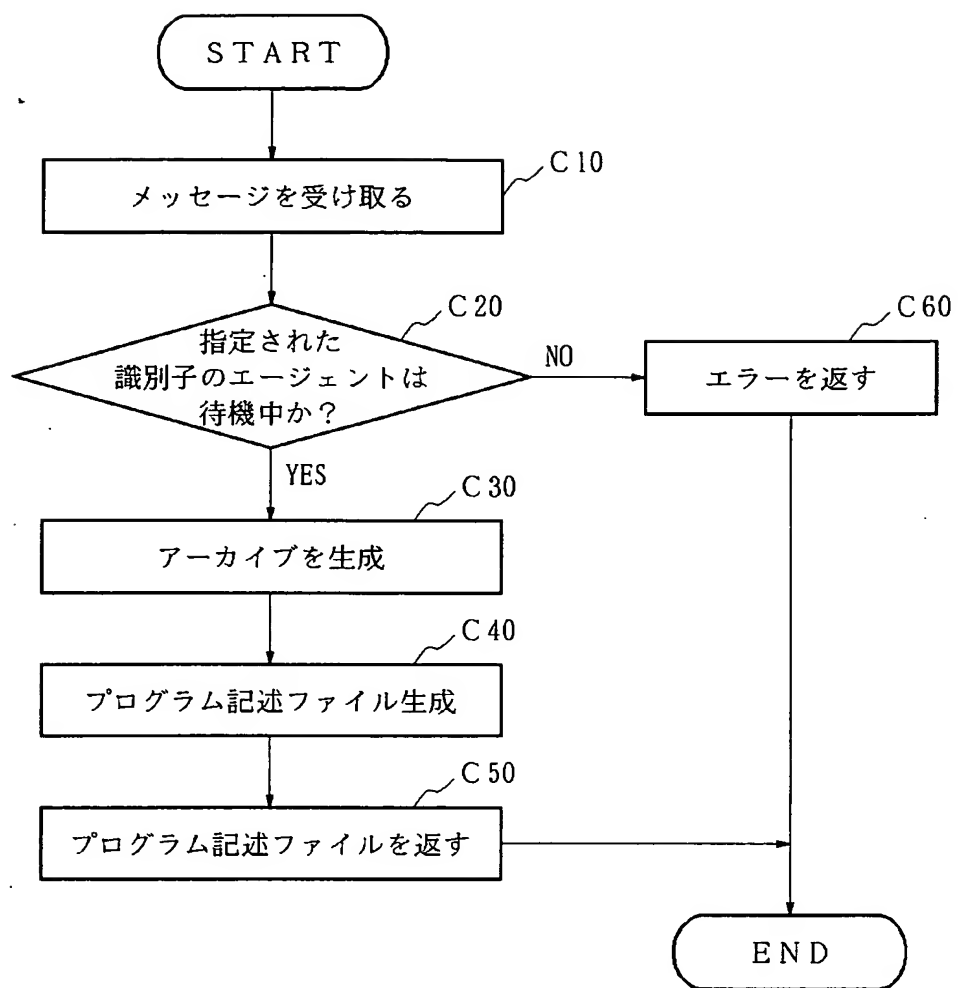 START
C10
メッセージを受け取る
C20
指定された
識別子のエージェントは
待機中か?
NO
C60
エラーを返す
YES
C30
アーカイブを生成
C40
プログラム記述ファイル生成
C50
プログラム記述ファイルを返す
END